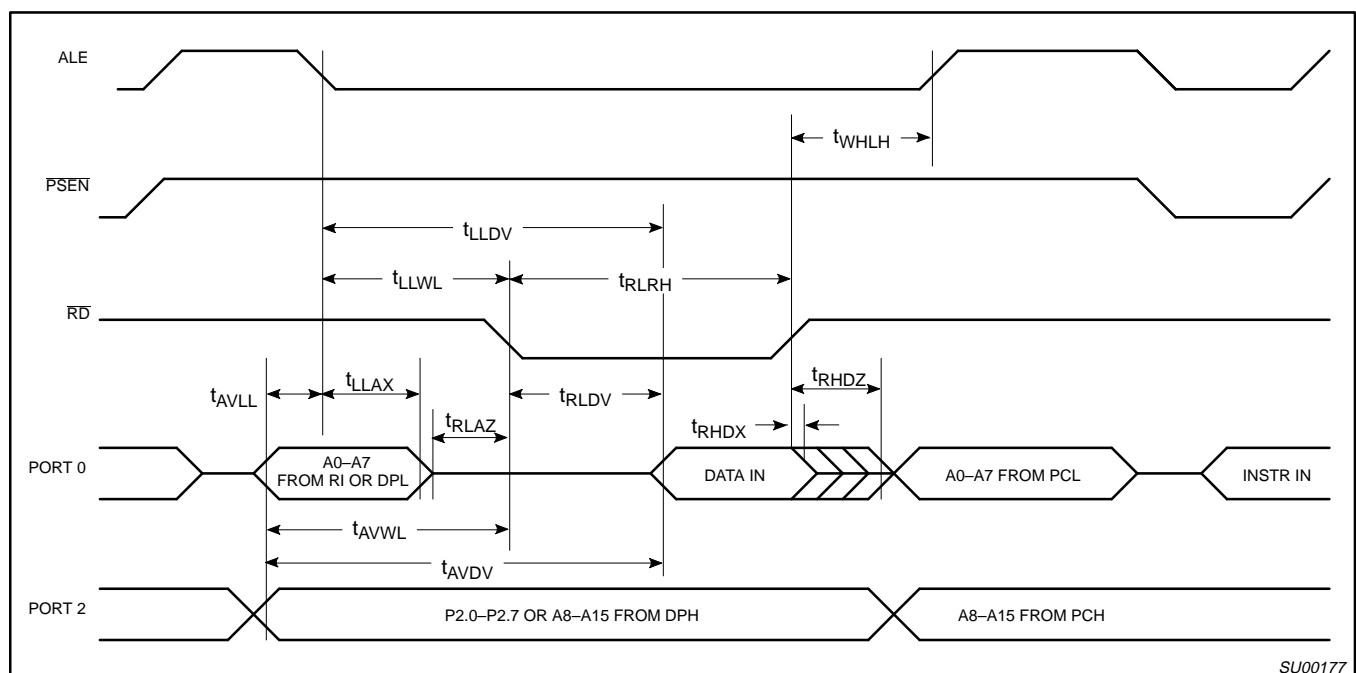 ALE
tWHLH
PSEN
tLLDV
tLLWL
tRLRH
RD
tAVLL
tLLAX
tRLDV
tRHDZ
tRLAZ
tRHDX
PORT 0
A0–A7
FROM RI OR DPL
DATA IN
A0–A7 FROM PCL
INSTR IN
tAVWL
tAVDV
PORT 2
P2.0–P2.7 OR A8–A15 FROM DPH
A8–A15 FROM PCH
SU00177